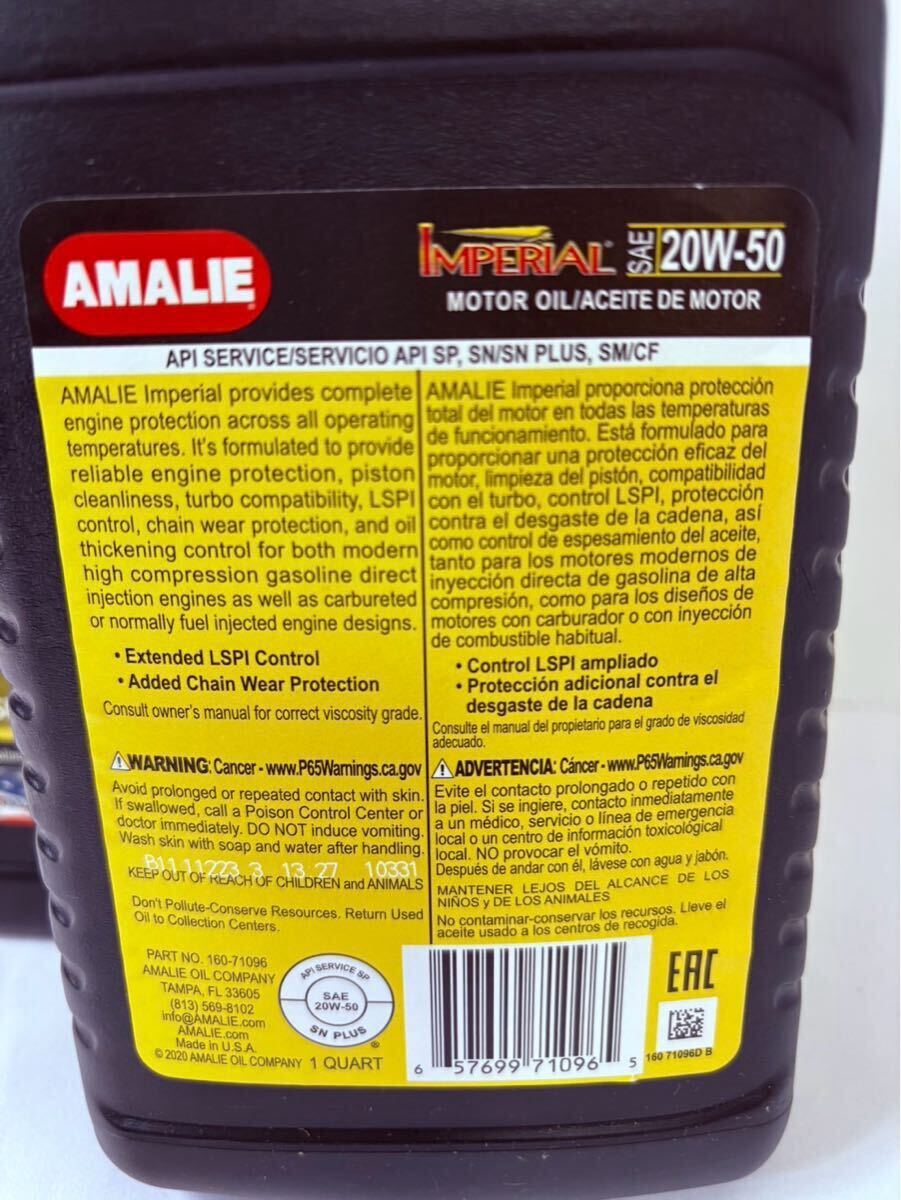 AMALIE
IMPERIAL SAE 20W-50
MOTOR OIL/ACEITE DE MOTOR
API SERVICE/SERVICIO API SP, SN/SN PLUS, SM/CF
AMALIE Imperial provides complete
engine protection across all operating
temperatures. It's formulated to provide
reliable engine protection, piston
cleanliness, turbo compatibility, LSPI
control, chain wear protection, and oil
thickening control for both modern
high compression gasoline direct
injection engines as well as carbureted
or normally fuel injected engine designs.
• Extended LSPI Control
• Added Chain Wear Protection
Consult owner's manual for correct viscosity grade.
⚠WARNING: Cancer - www.P65Warnings.ca.gov
Avoid prolonged or repeated contact with skin.
If swallowed, call a Poison Control Center or
doctor immediately. DO NOT induce vomiting.
Wash skin with soap and water after handling.
B11 11223 3 13 27 10331
KEEP OUT OF REACH OF CHILDREN and ANIMALS
Don't Pollute-Conserve Resources. Return Used
Oil to Collection Centers.
AMALIE Imperial proporciona protección
total del motor en todas las temperaturas
de funcionamiento. Está formulado para
proporcionar una protección eficaz del
motor, limpieza del pistón, compatibilidad
con el turbo, control LSPI, protección
contra el desgaste de la cadena, así
como control de espesamiento del aceite,
tanto para los motores modernos de
inyección directa de gasolina de alta
compresión, como para los diseños de
motores con carburador o con inyección
de combustible habitual.
• Control LSPI ampliado
• Protección adicional contra el
desgaste de la cadena
Consulte el manual del propietario para el grado de viscosidad
adecuado.
⚠ADVERTENCIA: Cáncer - www.P65Warnings.ca.gov
Evite el contacto prolongado o repetido con
la piel. Si se ingiere, contacto inmediatamente
a un médico, servicio o línea de emergencia
local o un centro de información toxicológico
local. NO provocar el vómito.
Después de andar con él, lávese con agua y jabón.
MANTENER LEJOS DEL ALCANCE DE LOS
NIÑOS y DE LOS ANIMALES
No contaminar-conservar los recursos. Lleve el
aceite usado a los centros de recogida.
PART NO. 160-71096
AMALIE OIL COMPANY
TAMPA, FL 33605
(813) 569-8102
info@AMALIE.com
AMALIE.com
Made in U.S.A.
© 2020 AMALIE OIL COMPANY 1 QUART
API SERVICE SP
SAE
20W-50
SN PLUS
®
6 57699 71096 5
EAC
160 71096D B